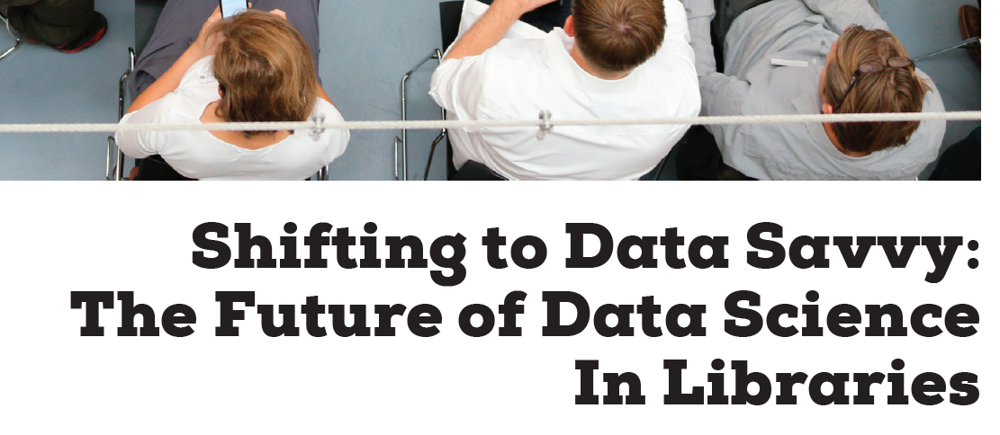 Shifting to Data Savvy:
The Future of Data Science
In Libraries